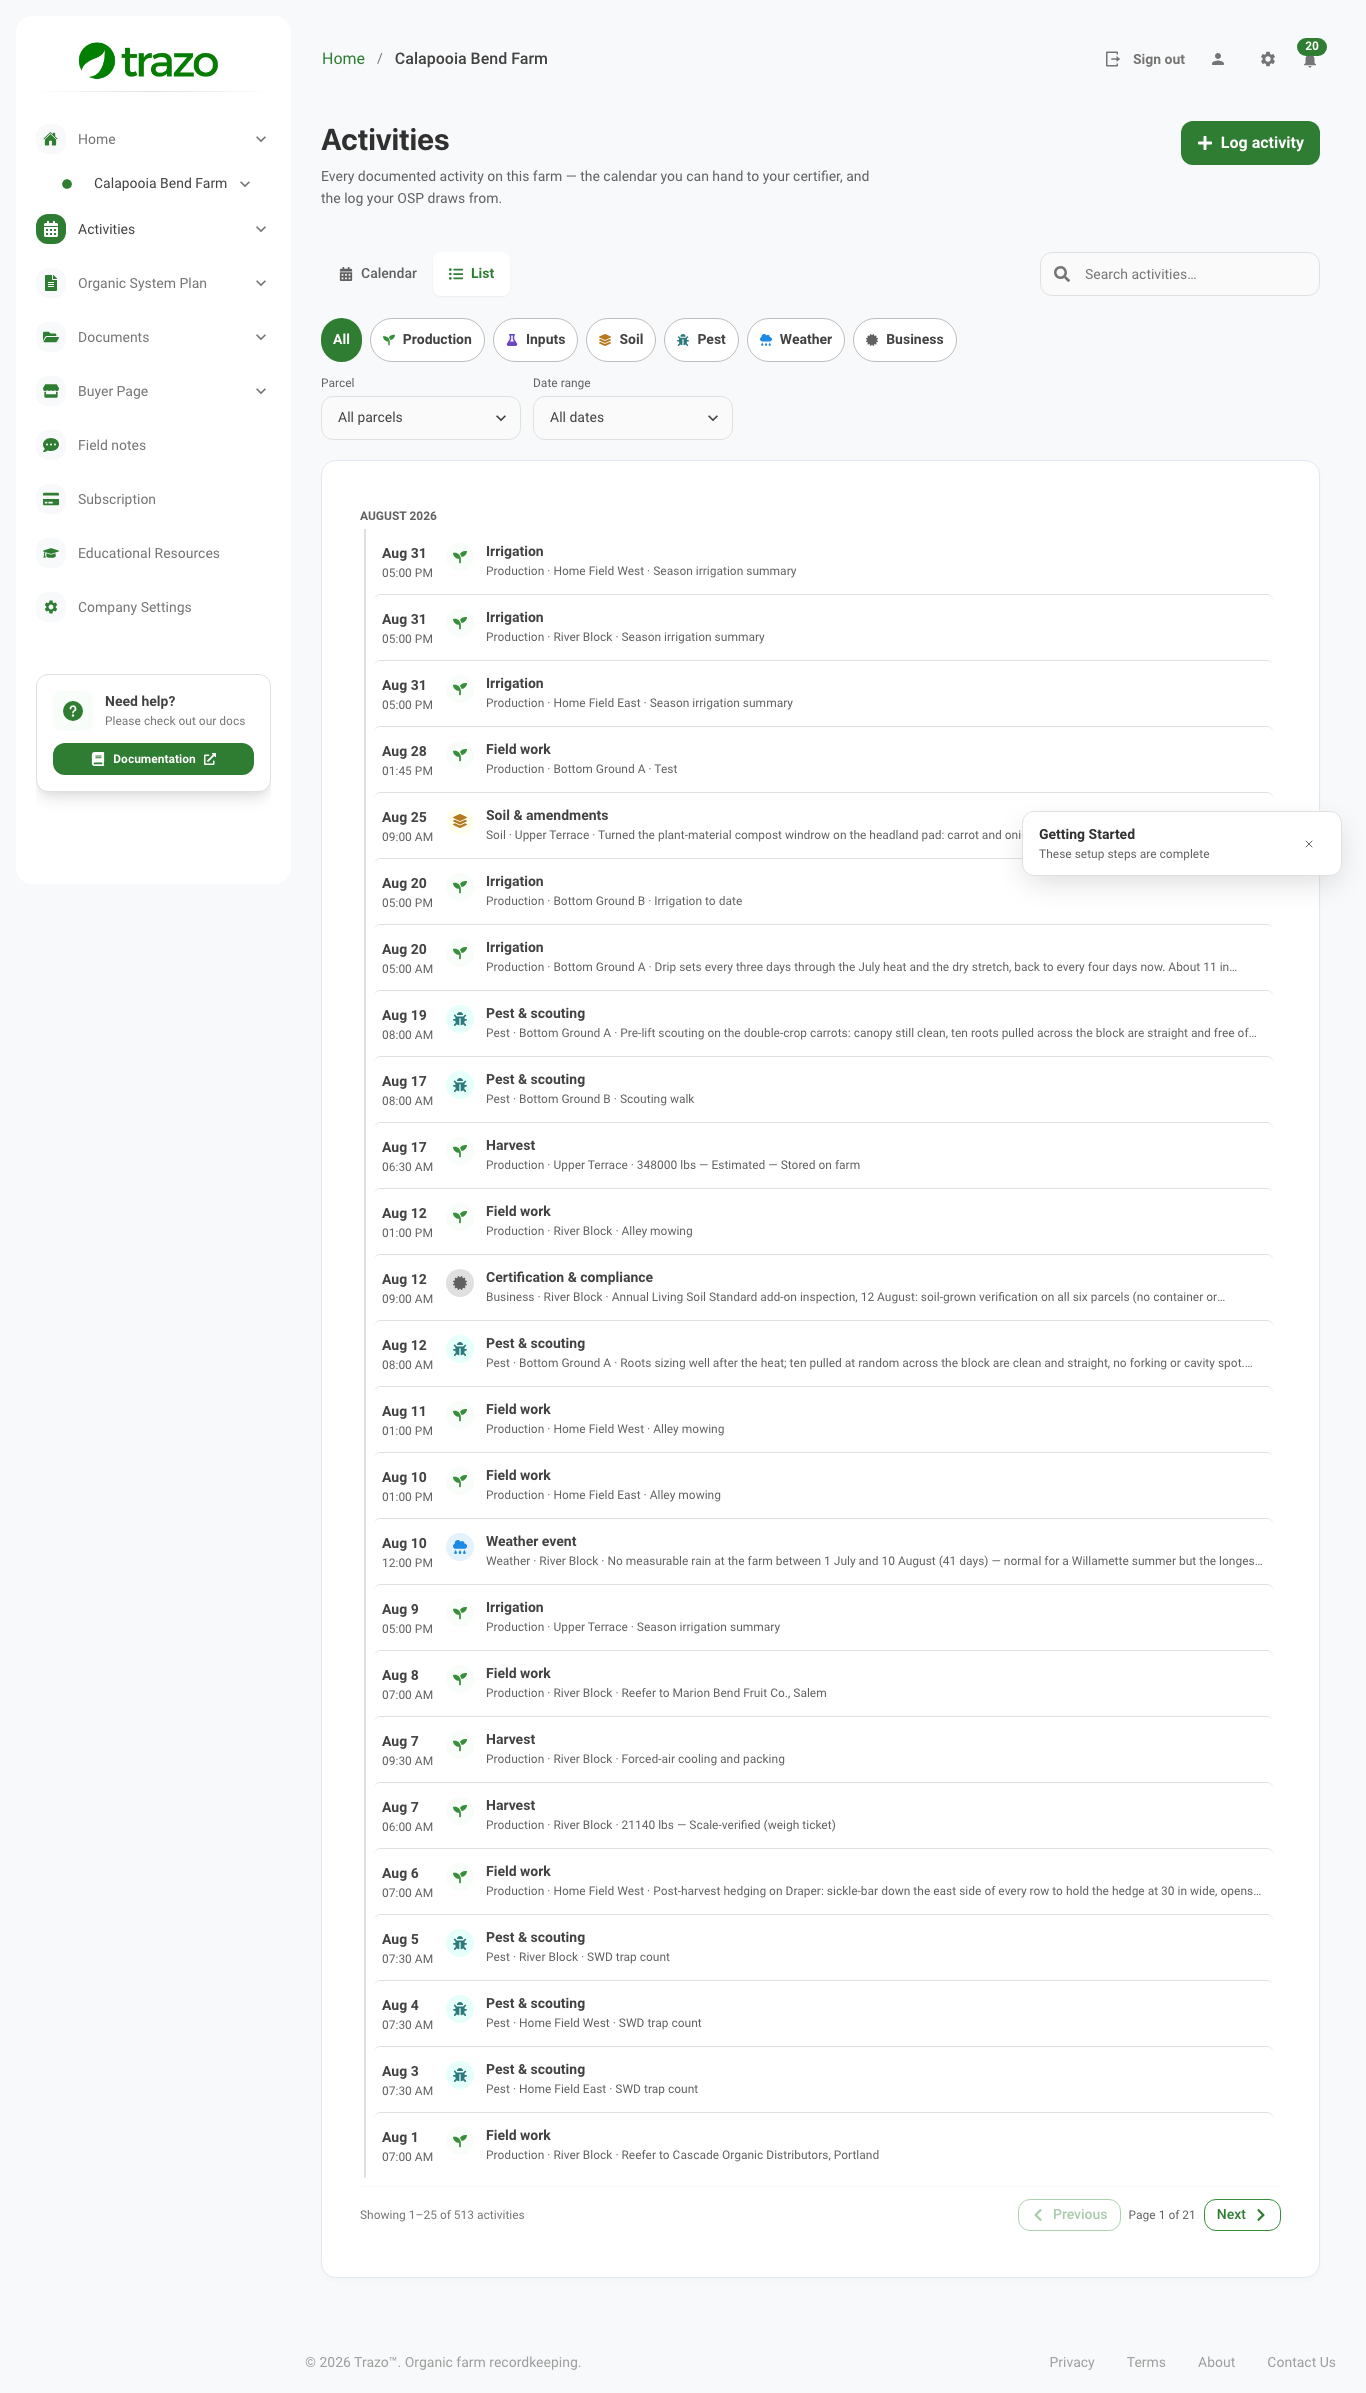 trazo
Home / Calapooia Bend Farm
Sign out
20
Home
Calapooia Bend Farm
Activities
Organic System Plan
Documents
Buyer Page
Field notes
Subscription
Educational Resources
Company Settings
Need help?
Please check out our docs
Documentation
Activities
Every documented activity on this farm — the calendar you can hand to your certifier, and
the log your OSP draws from.
Log activity
Calendar
List
Search activities...
All
Production
Inputs
Soil
Pest
Weather
Business
Parcel
Date range
All parcels
All dates
AUGUST 2026
Aug 31 Irrigation
05:00 PM Production · Home Field West · Season irrigation summary
Aug 31 Irrigation
05:00 PM Production · River Block · Season irrigation summary
Aug 31 Irrigation
05:00 PM Production · Home Field East · Season irrigation summary
Aug 28 Field work
01:45 PM Production · Bottom Ground A · Test
Aug 25 Soil & amendments
09:00 AM Soil · Upper Terrace · Turned the plant-material compost windrow on the headland pad: carrot and oni
Getting Started
These setup steps are complete
Aug 20 Irrigation
05:00 PM Production · Bottom Ground B · Irrigation to date
Aug 20 Irrigation
05:00 AM Production · Bottom Ground A · Drip sets every three days through the July heat and the dry stretch, back to every four days now. About 11 in...
Aug 19 Pest & scouting
08:00 AM Pest · Bottom Ground A · Pre-lift scouting on the double-crop carrots: canopy still clean, ten roots pulled across the block are straight and free of...
Aug 17 Pest & scouting
08:00 AM Pest · Bottom Ground B · Scouting walk
Aug 17 Harvest
06:30 AM Production · Upper Terrace · 348000 lbs — Estimated — Stored on farm
Aug 12 Field work
01:00 PM Production · River Block · Alley mowing
Aug 12 Certification & compliance
09:00 AM Business · River Block · Annual Living Soil Standard add-on inspection, 12 August: soil-grown verification on all six parcels (no container or...
Aug 12 Pest & scouting
08:00 AM Pest · Bottom Ground A · Roots sizing well after the heat; ten pulled at random across the block are clean and straight, no forking or cavity spot....
Aug 11 Field work
01:00 PM Production · Home Field West · Alley mowing
Aug 10 Field work
01:00 PM Production · Home Field East · Alley mowing
Aug 10 Weather event
12:00 PM Weather · River Block · No measurable rain at the farm between 1 July and 10 August (41 days) — normal for a Willamette summer but the longes...
Aug 9 Irrigation
05:00 PM Production · Upper Terrace · Season irrigation summary
Aug 8 Field work
07:00 AM Production · River Block · Reefer to Marion Bend Fruit Co., Salem
Aug 7 Harvest
09:30 AM Production · River Block · Forced-air cooling and packing
Aug 7 Harvest
06:00 AM Production · River Block · 21140 lbs — Scale-verified (weigh ticket)
Aug 6 Field work
07:00 AM Production · Home Field West · Post-harvest hedging on Draper: sickle-bar down the east side of every row to hold the hedge at 30 in wide, opens...
Aug 5 Pest & scouting
07:30 AM Pest · River Block · SWD trap count
Aug 4 Pest & scouting
07:30 AM Pest · Home Field West · SWD trap count
Aug 3 Pest & scouting
07:30 AM Pest · Home Field East · SWD trap count
Aug 1 Field work
07:00 AM Production · River Block · Reefer to Cascade Organic Distributors, Portland
Showing 1–25 of 513 activities
Previous
Page 1 of 21
Next
© 2026 Trazo™. Organic farm recordkeeping.
Privacy
Terms
About
Contact Us